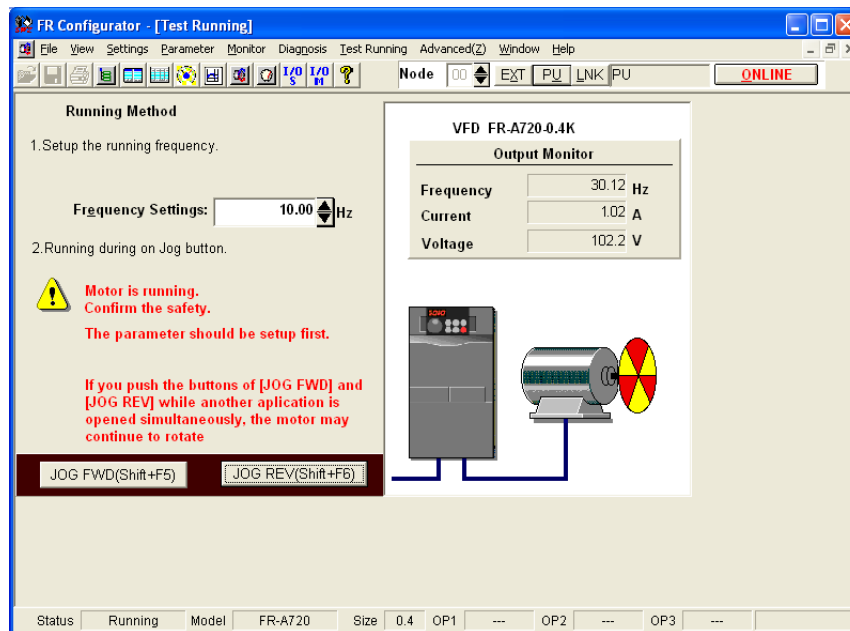 FR Configurator - [Test Running]
File View Settings Parameter Monitor Diagnosis Test Running Advanced(Z) Window Help
I/O S I/O M ? Node 00 EXT PU LNK PU ONLINE
Running Method
1.Setup the running frequency.
Frequency Settings: 10.00 Hz
2.Running during on Jog button.
Motor is running.
Confirm the safety.
The parameter should be setup first.
If you push the buttons of [JOG FWD] and
[JOG REV] while another aplication is
opened simultaneously, the motor may
continue to rotate
JOG FWD(Shift+F5) JOG REV(Shift+F6)
VFD FR-A720-0.4K
Output Monitor
Frequency 30.12 Hz
Current 1.02 A
Voltage 102.2 V
Status Running Model FR-A720 Size 0.4 OP1 --- OP2 --- OP3 ---